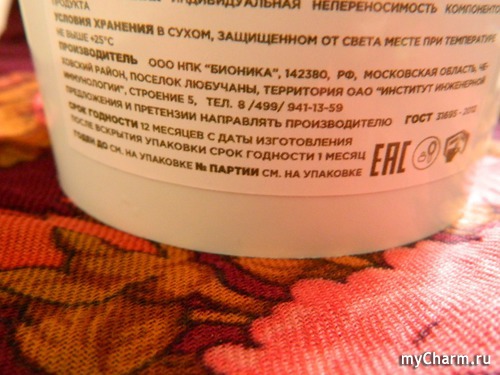 ИНДИВИДУАЛЬНАЯ НЕПЕРЕНОСИМОСТЬ КОМПОНЕНТО
ПРОДУКТА
УСЛОВИЯ ХРАНЕНИЯ В СУХОМ, ЗАЩИЩЕННОМ ОТ СВЕТА МЕСТЕ ПРИ ТЕМПЕРАТУРЕ
НЕ ВЫШЕ +25°С
ПРОИЗВОДИТЕЛЬ ООО НПК "БИОНИКА", 142380, РФ, МОСКОВСКАЯ ОБЛАСТЬ, ЧЕ-
ХОВСКИЙ РАЙОН, ПОСЕЛОК ЛЮБУЧАНЫ, ТЕРРИТОРИЯ ОАО "ИНСТИТУТ ИНЖЕНЕРНОЙ
ИММУНОЛОГИИ", СТРОЕНИЕ 5, ТЕЛ. 8 /499/ 941-13-59
ПРЕДЛОЖЕНИЯ И ПРЕТЕНЗИИ НАПРАВЛЯТЬ ПРОИЗВОДИТЕЛЮ ГОСТ 31695 - 2012
СРОК ГОДНОСТИ 12 МЕСЯЦЕВ С ДАТЫ ИЗГОТОВЛЕНИЯ
ПОСЛЕ ВСКРЫТИЯ УПАКОВКИ СРОК ГОДНОСТИ 1 МЕСЯЦ
ГОДЕН ДО СМ. НА УПАКОВКЕ № ПАРТИИ СМ. НА УПАКОВКЕ
EAC
myCharm.ru